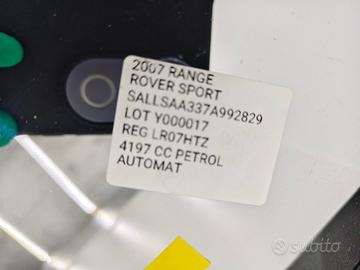 2007 RANGE
ROVER SPORT
SALLSAA337A992829
LOT Y000017
REG LR07HTZ
4197 CC PETROL
AUTOMAT
subito